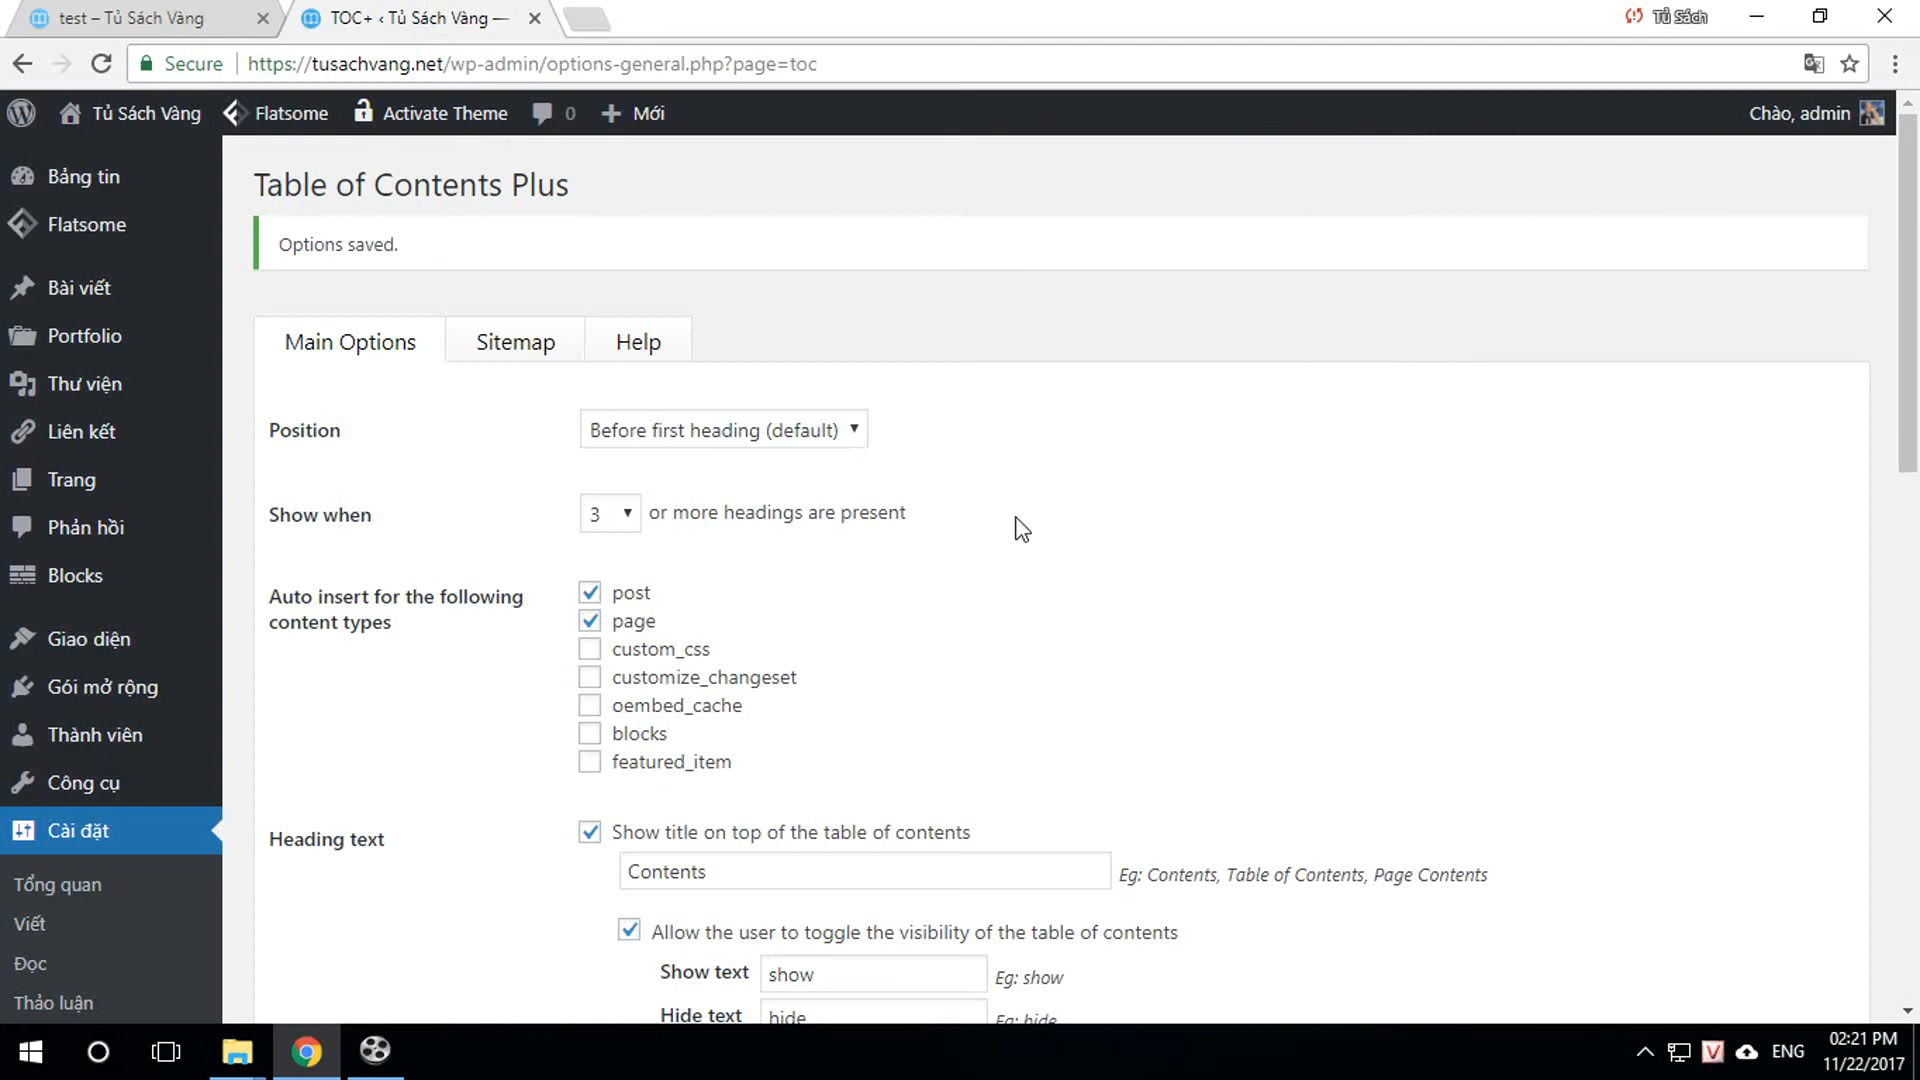 test – Tủ Sách Vàng
TOC+ ‹ Tủ Sách Vàng —
Tủ Sách
Secure
https://tusachvang.net/wp-admin/options-general.php?page=toc
Tủ Sách Vàng
Flatsome
Activate Theme
0
Mới
Chào, admin
Bảng tin
Flatsome
Bài viết
Portfolio
Thư viện
Liên kết
Trang
Phản hồi
Blocks
Giao diện
Gói mở rộng
Thành viên
Công cụ
Cài đặt
Tổng quan
Viết
Đọc
Thảo luận
Table of Contents Plus
Options saved.
Main Options
Sitemap
Help
Position
Before first heading (default)
Show when
3
or more headings are present
Auto insert for the following
content types
post
page
custom_css
customize_changeset
oembed_cache
blocks
featured_item
Heading text
Show title on top of the table of contents
Contents
Eg: Contents, Table of Contents, Page Contents
Allow the user to toggle the visibility of the table of contents
Show text
show
Eg: show
Hide text
hide
Eg: hide
ENG
02:21 PM
11/22/2017